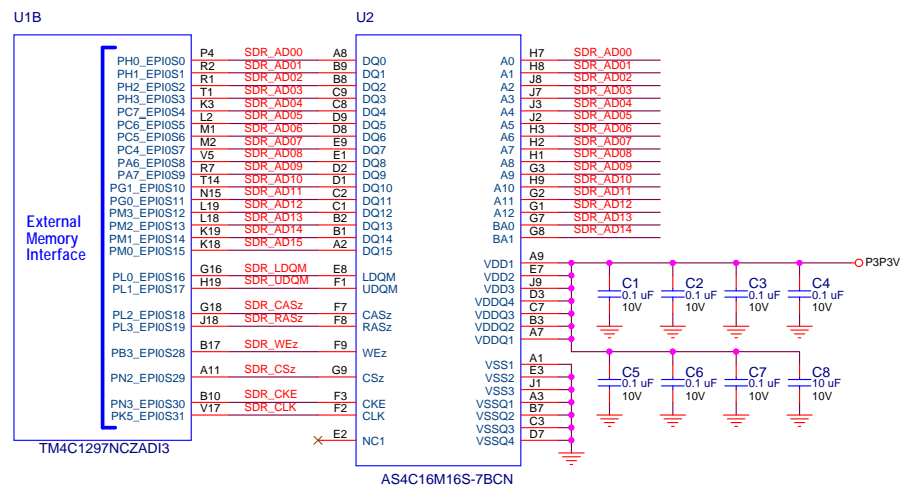 U1B U2
PH0_EPI0S0 P4 SDR_AD00 A8 DQ0 A0 H7 SDR_AD00
PH1_EPI0S1 R2 SDR_AD01 B9 DQ1 A1 H8 SDR_AD01
PH2_EPI0S2 R1 SDR_AD02 B8 DQ2 A2 J8 SDR_AD02
PH3_EPI0S3 T1 SDR_AD03 C9 DQ3 A3 J7 SDR_AD03
PC7_EPI0S4 K3 SDR_AD04 C8 DQ4 A4 J3 SDR_AD04
PC6_EPI0S5 L2 SDR_AD05 D9 DQ5 A5 J2 SDR_AD05
PC5_EPI0S6 M1 SDR_AD06 D8 DQ6 A6 H3 SDR_AD06
PC4_EPI0S7 M2 SDR_AD07 E9 DQ7 A7 H2 SDR_AD07
PA6_EPI0S8 V5 SDR_AD08 E1 DQ8 A8 H1 SDR_AD08
PA7_EPI0S9 R7 SDR_AD09 D2 DQ9 A9 G3 SDR_AD09
PG1_EPI0S10 T14 SDR_AD10 D1 DQ10 A10 H9 SDR_AD10
PG0_EPI0S11 N15 SDR_AD11 C2 DQ11 A11 G2 SDR_AD11
PM3_EPI0S12 L19 SDR_AD12 C1 DQ12 A12 G1 SDR_AD12
PM2_EPI0S13 L18 SDR_AD13 B2 DQ13 BA0 G7 SDR_AD13
PM1_EPI0S14 K19 SDR_AD14 B1 DQ14 BA1 G8 SDR_AD14
PM0_EPI0S15 K18 SDR_AD15 A2 DQ15
External
Memory
Interface
PL0_EPI0S16 G16 SDR_LDQM E8 LDQM
PL1_EPI0S17 H19 SDR_UDQM F1 UDQM
PL2_EPI0S18 G18 SDR_CASz F7 CASz
PL3_EPI0S19 J18 SDR_RASz F8 RASz
PB3_EPI0S28 B17 SDR_WEz F9 WEz
PN2_EPI0S29 A11 SDR_CSz G9 CSz
PN3_EPI0S30 B10 SDR_CKE F3 CKE
PK5_EPI0S31 V17 SDR_CLK F2 CLK
E2 NC1
VDD1 A9 P3P3V
VDD2 E7
VDD3 J9
VDDQ4 D3
VDDQ3 C7
VDDQ2 B3
VDDQ1 A7
C1 C2 C3 C4
0.1 uF 0.1 uF 0.1 uF 0.1 uF
10V 10V 10V 10V
VSS1 A1
VSS2 E3
VSS3 J1
VSSQ1 A3
VSSQ2 B7
VSSQ3 C3
VSSQ4 D7
C5 C6 C7 C8
0.1 uF 0.1 uF 0.1 uF 10 uF
10V 10V 10V 10V
TM4C1297NCZADI3
AS4C16M16S-7BCN